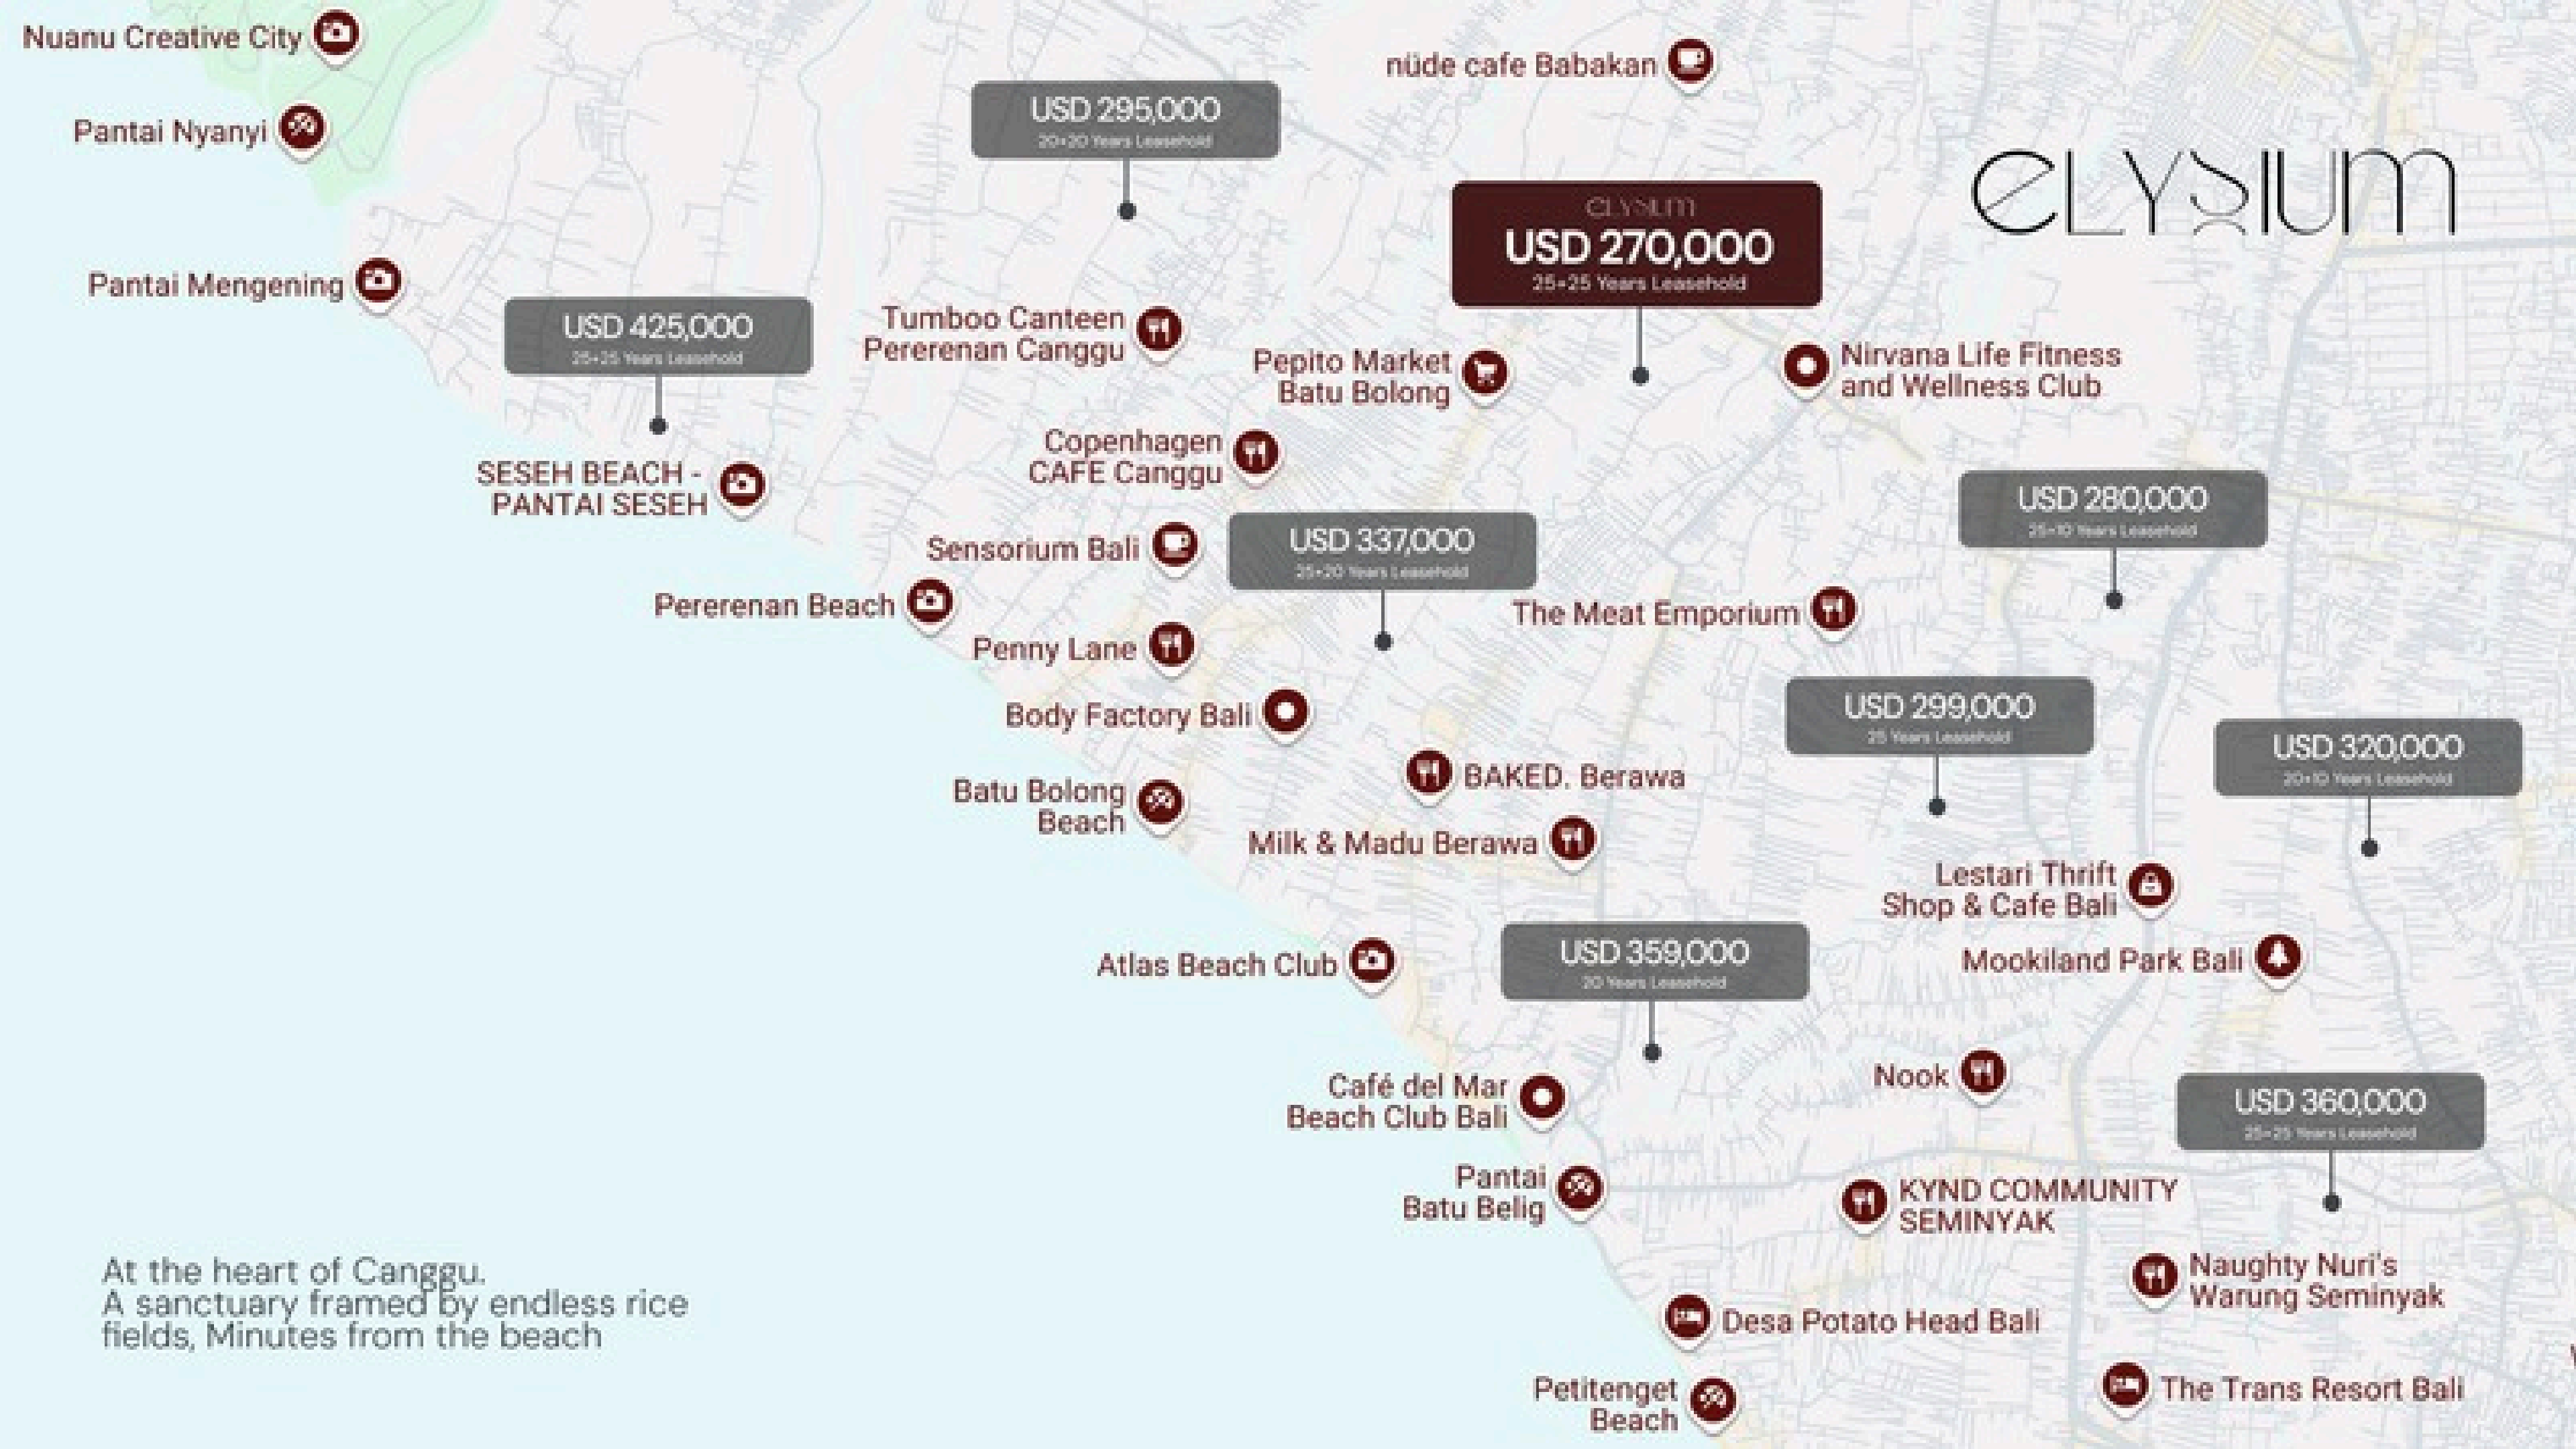 Nuanu Creative City
nüde cafe Babakan
USD 295,000
20+20 Years Leasehold
Pantai Nyanyi
ELYSIUM
ELYSIUM
USD 270,000
25+25 Years Leasehold
Pantai Mengening
USD 425,000
25+25 Years Leasehold
Tumboo Canteen
Pererenan Canggu
Pepito Market
Batu Bolong
Nirvana Life Fitness
and Wellness Club
Copenhagen
CAFE Canggu
SESEH BEACH -
PANTAI SESEH
USD 280,000
25+10 Years Leasehold
Sensorium Bali
USD 337,000
25+20 Years Leasehold
Pererenan Beach
The Meat Emporium
Penny Lane
Body Factory Bali
USD 299,000
25 Years Leasehold
USD 320,000
20+10 Years Leasehold
BAKED. Berawa
Batu Bolong
Beach
Milk & Madu Berawa
Lestari Thrift
Shop & Cafe Bali
Atlas Beach Club
USD 359,000
20 Years Leasehold
Mookiland Park Bali
Café del Mar
Beach Club Bali
Nook
USD 360,000
25+25 Years Leasehold
Pantai
Batu Belig
KYND COMMUNITY
SEMINYAK
At the heart of Canggu.
A sanctuary framed by endless rice
fields, Minutes from the beach
Naughty Nuri's
Warung Seminyak
Desa Potato Head Bali
Petitenget
Beach
The Trans Resort Bali